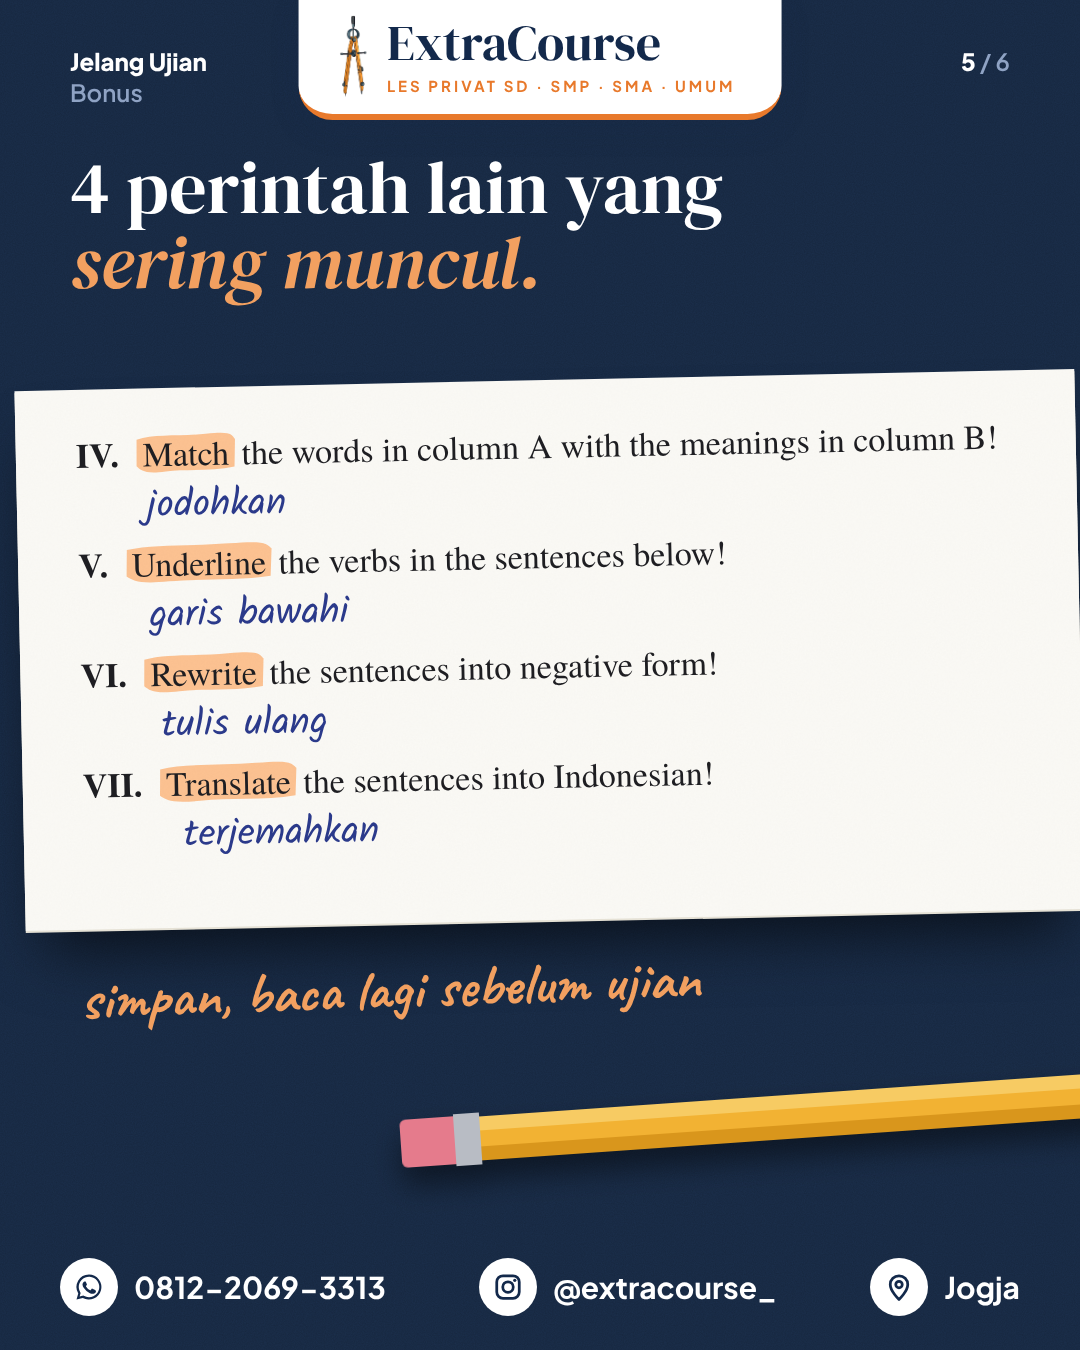 Jelang Ujian
Bonus
ExtraCourse
LES PRIVAT SD · SMP · SMA · UMUM
5 / 6
4 perintah lain yang
sering muncul.
IV. Match the words in column A with the meanings in column B!
jodohkan
V. Underline the verbs in the sentences below!
garis bawahi
VI. Rewrite the sentences into negative form!
tulis ulang
VII. Translate the sentences into Indonesian!
terjemahkan
simpan, baca lagi sebelum ujian
0812-2069-3313
@extracourse_
Jogja